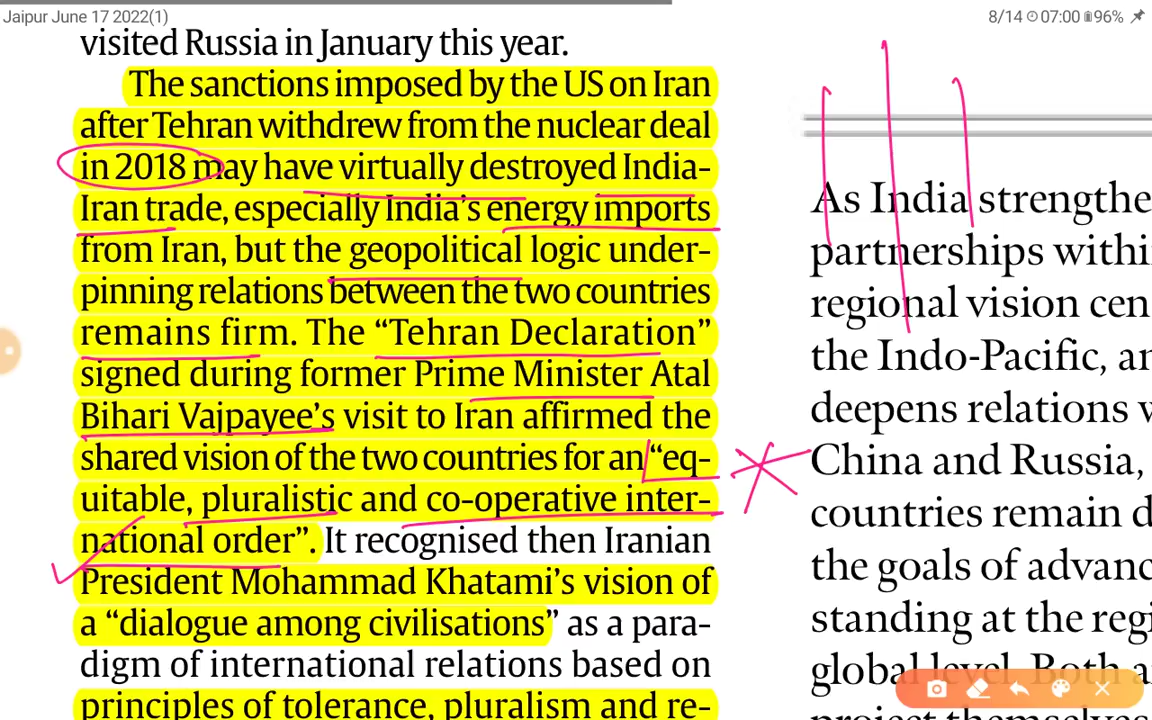 Jaipur June 17 2022(1)
8/14 07:00 96%
visited Russia in January this year.
The sanctions imposed by the US on Iran
after Tehran withdrew from the nuclear deal
in 2018 may have virtually destroyed India-
Iran trade, especially India's energy imports
from Iran, but the geopolitical logic under-
pinning relations between the two countries
remains firm. The “Tehran Declaration”
signed during former Prime Minister Atal
Bihari Vajpayee's visit to Iran affirmed the
shared vision of the two countries for an “eq-
uitable, pluralistic and co-operative inter-
national order”. It recognised then Iranian
President Mohammad Khatami's vision of
a “dialogue among civilisations” as a para-
digm of international relations based on
principles of tolerance, pluralism and re-
As India strengthe
partnerships withi
regional vision cen
the Indo-Pacific, an
deepens relations w
China and Russia,
countries remain d
the goals of advanc
standing at the regi
global level. Both a
project themselves